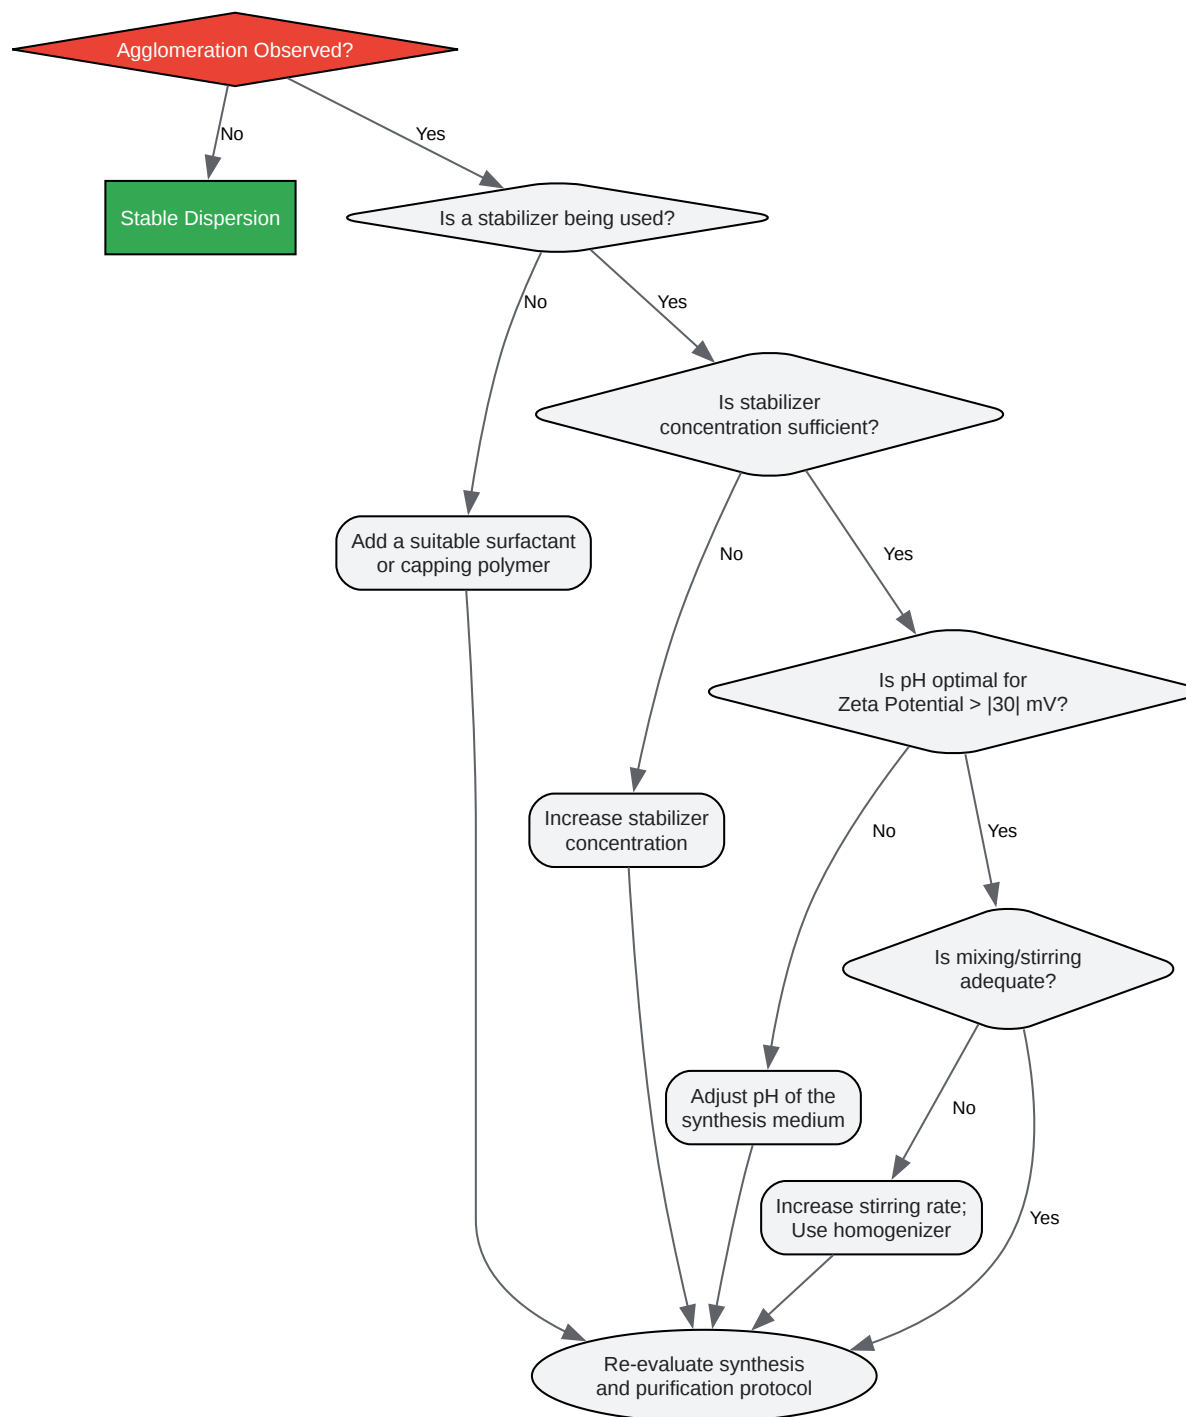 Agglomeration Observed?
No
Yes
Stable Dispersion
Is a stabilizer being used?
No
Yes
Is stabilizer
concentration sufficient?
Add a suitable surfactant
or capping polymer
No
Yes
Is pH optimal for
Zeta Potential > |30| mV?
Increase stabilizer
concentration
No
Yes
Is mixing/stirring
adequate?
Adjust pH of the
synthesis medium
No
Increase stirring rate;
Use homogenizer
Yes
Re-evaluate synthesis
and purification protocol